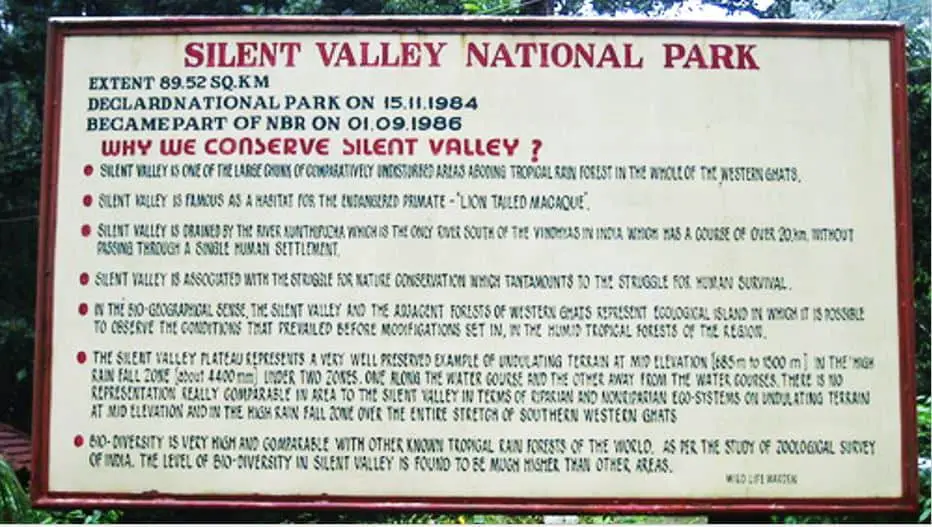 SILENT VALLEY NATIONAL PARK
EXTENT 89.52 SQ.KM
DECLARDNATIONAL PARK ON 15.11.1984
BECAMEPART OF NBR ON 01.09.1986
WHY WE CONSERVE SILENT VALLEY ?
SILENT VALLEY IS ONE OF THE LARGE CHUNK OF COMPARATIVELY UNDISTURBED AREAS ABODING TROPICAL RAIN FOREST IN THE WHOLE OF THE WESTERN GHATS.
SILENT VALLEY IS FAMOUS AS A HABITAT FOR THE ENDANGERED PRIMATE - "LION TAILED MACAQUE".
SILENT VALLEY IS DRAINED BY THE RIVER KUNTHIPUZHA WHICH IS THE ONLY RIVER SOUTH OF THE VINDHYAS IN INDIA WHICH HAS A COURSE OF OVER 20 km. WITHOUT
PASSING THROUGH A SINGLE HUMAN SETTLEMENT.
SILENT VALLEY IS ASSOCIATED WITH THE STRUGGLE FOR NATURE CONSERVATION WHICH TANTAMOUNTS TO THE STRUGGLE FOR HUMAN SURVIVAL.
IN THE BIO-GEOGRAPHICAL SENSE, THE SILENT VALLEY AND THE ADJACENT FORESTS OF WESTERN GHATS REPRESENT ECOLOGICAL ISLAND IN WHICH IT IS POSSIBLE
TO OBSERVE THE CONDITIONS THAT PREVAILED BEFORE MODIFICATIONS SET IN, IN THE HUMID TROPICAL FORESTS OF THE REGION.
THE SILENT VALLEY PLATEAU REPRESENTS A VERY WELL PRESERVED EXAMPLE OF UNDULATING TERRAIN AT MID ELEVATION [685 m to 1300 m] IN THE HIGH
RAIN FALL ZONE [about 4400 mm] UNDER TWO ZONES. ONE ALONG THE WATER COURSE AND THE OTHER AWAY FROM THE WATER COURSES. THERE IS NO
REPRESENTATION REALLY COMPARABLE IN AREA TO THE SILENT VALLEY IN TERMS OF RIPARIAN AND NONRIPARIAN ECO-SYSTEMS ON UNDULATING TERRAIN
AT MID ELEVATION AND IN THE HIGH RAIN FALL ZONE OVER THE ENTIRE STRETCH OF SOUTHERN WESTERN GHATS
BIO-DIVERSITY IS VERY HIGH AND COMPARABLE WITH OTHER KNOWN TROPICAL RAIN FORESTS OF THE WORLD. AS PER THE STUDY OF ZOOLOGICAL SURVEY
OF INDIA. THE LEVEL OF BIO-DIVERSITY IN SILENT VALLEY IS FOUND TO BE MUCH HIGHER THAN OTHER AREAS.
WILD LIFE WARDEN